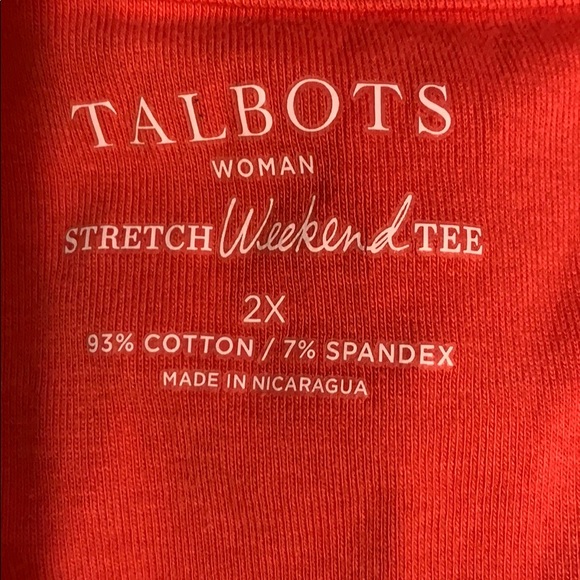 TALBOTS
WOMAN
STRETCH Weekend TEE
2X
93% COTTON / 7% SPANDEX
MADE IN NICARAGUA